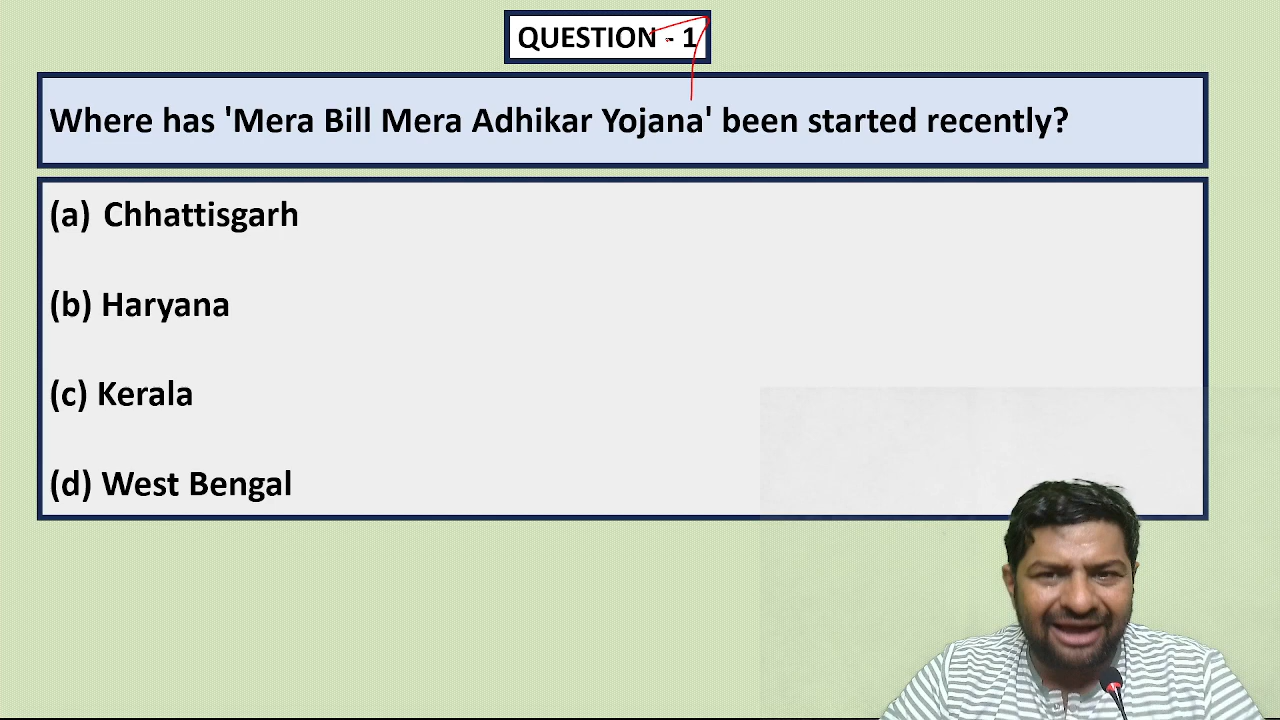 QUESTION - 1
Where has 'Mera Bill Mera Adhikar Yojana' been started recently?
(a) Chhattisgarh
(b) Haryana
(c) Kerala
(d) West Bengal